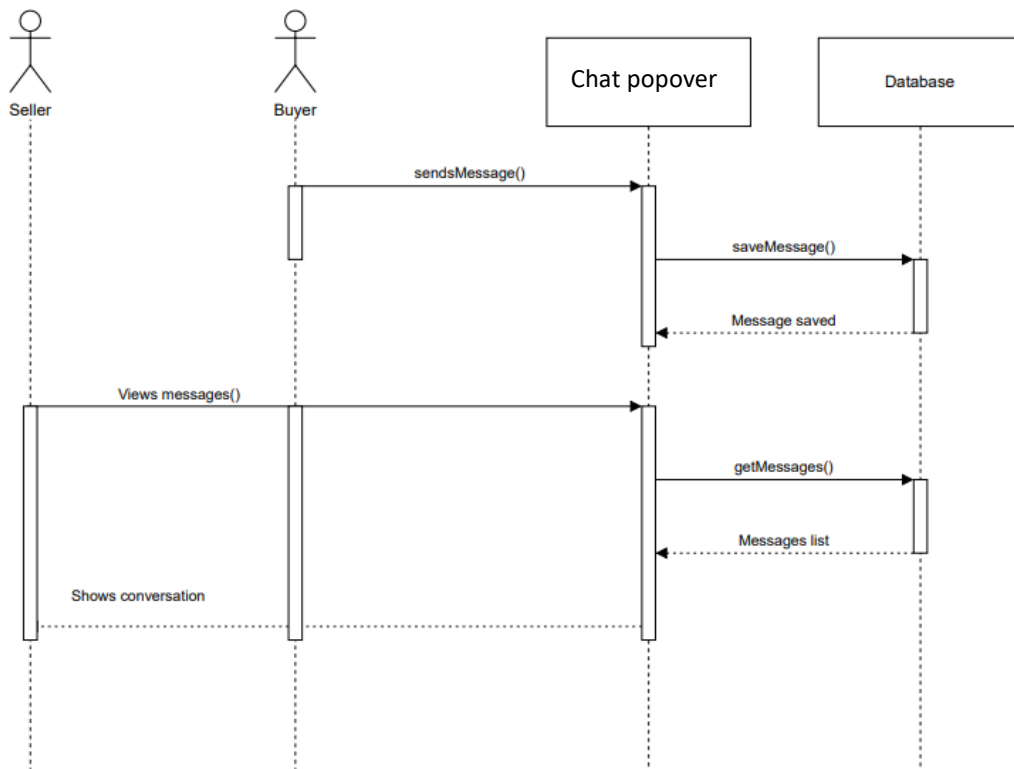 Seller
Buyer
Chat popover
Database
sendsMessage()
saveMessage()
Message saved
Views messages()
getMessages()
Messages list
Shows conversation